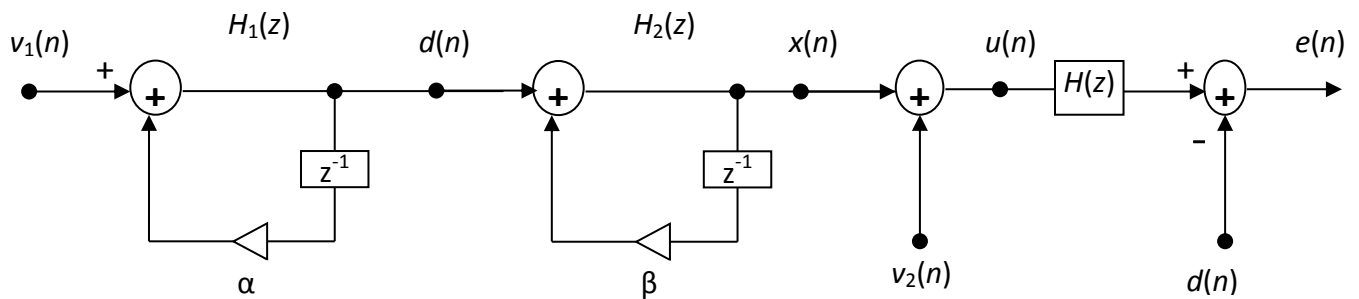 H₁(z) H₂(z)
v₁(n) d(n) x(n) u(n) e(n)
+ + + H(z) + +
+
-
z⁻¹ z⁻¹
α β v₂(n) d(n)